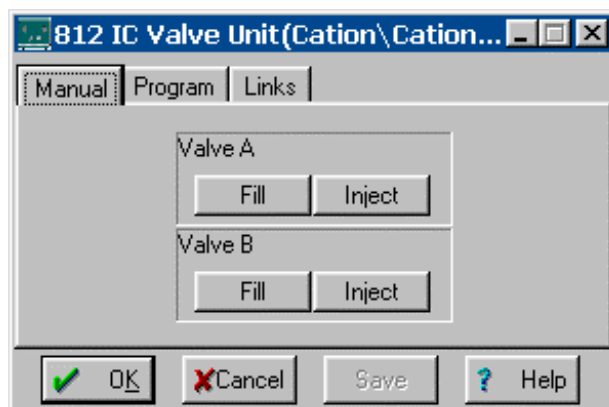 812 IC Valve Unit(Cation\Cation...
Manual Program Links
Valve A
Fill Inject
Valve B
Fill Inject
OK Cancel Save ? Help